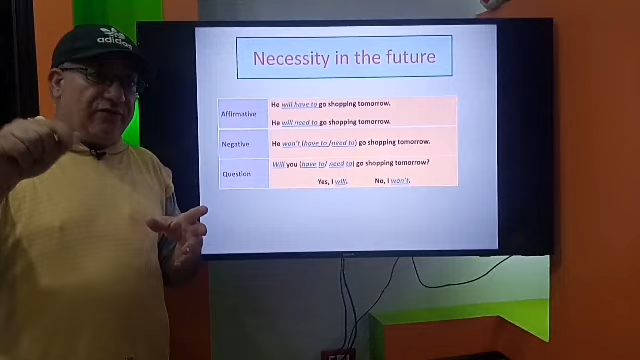 adidas
Necessity in the future
Affirmative
He will have to go shopping tomorrow.
He will need to go shopping tomorrow.
Negative
He won't (have to /need to) go shopping tomorrow.
Question
Will you (have to/ need to) go shopping tomorrow?
Yes, I will. No, I won't.